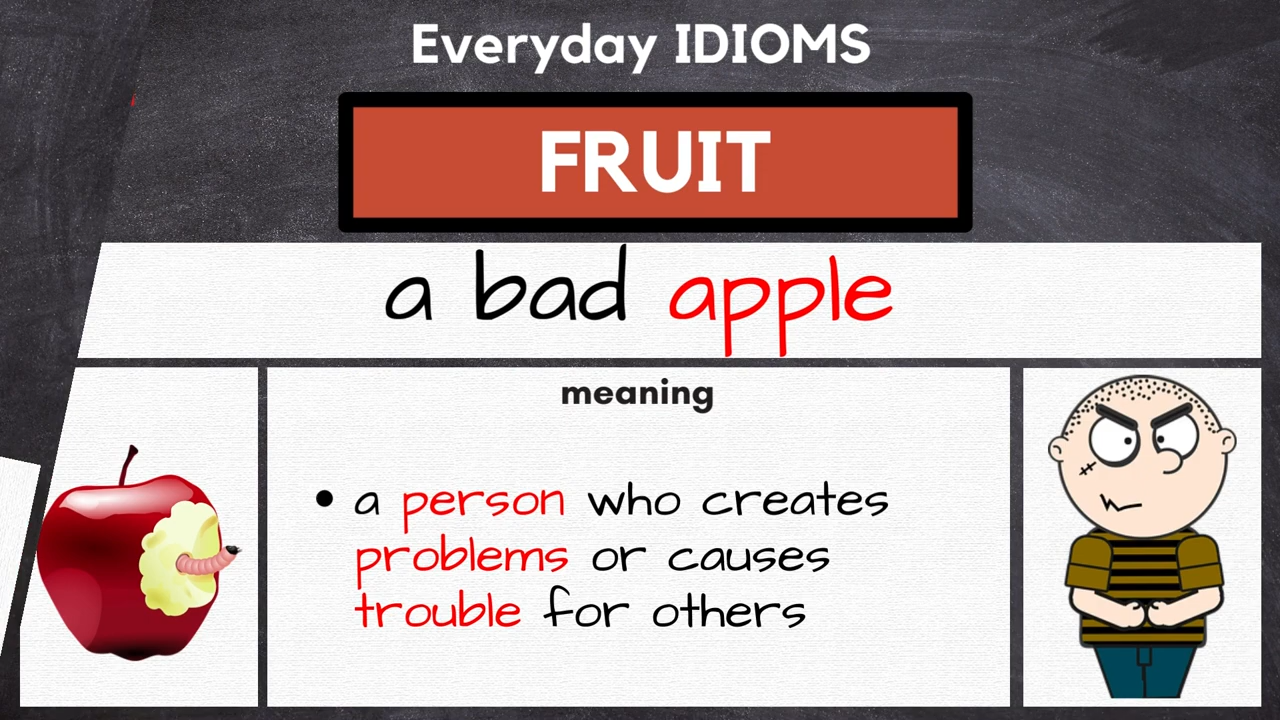 Everyday IDIOMS
FRUIT
a bad apple
meaning
• a person who creates
problems or causes
trouble for others